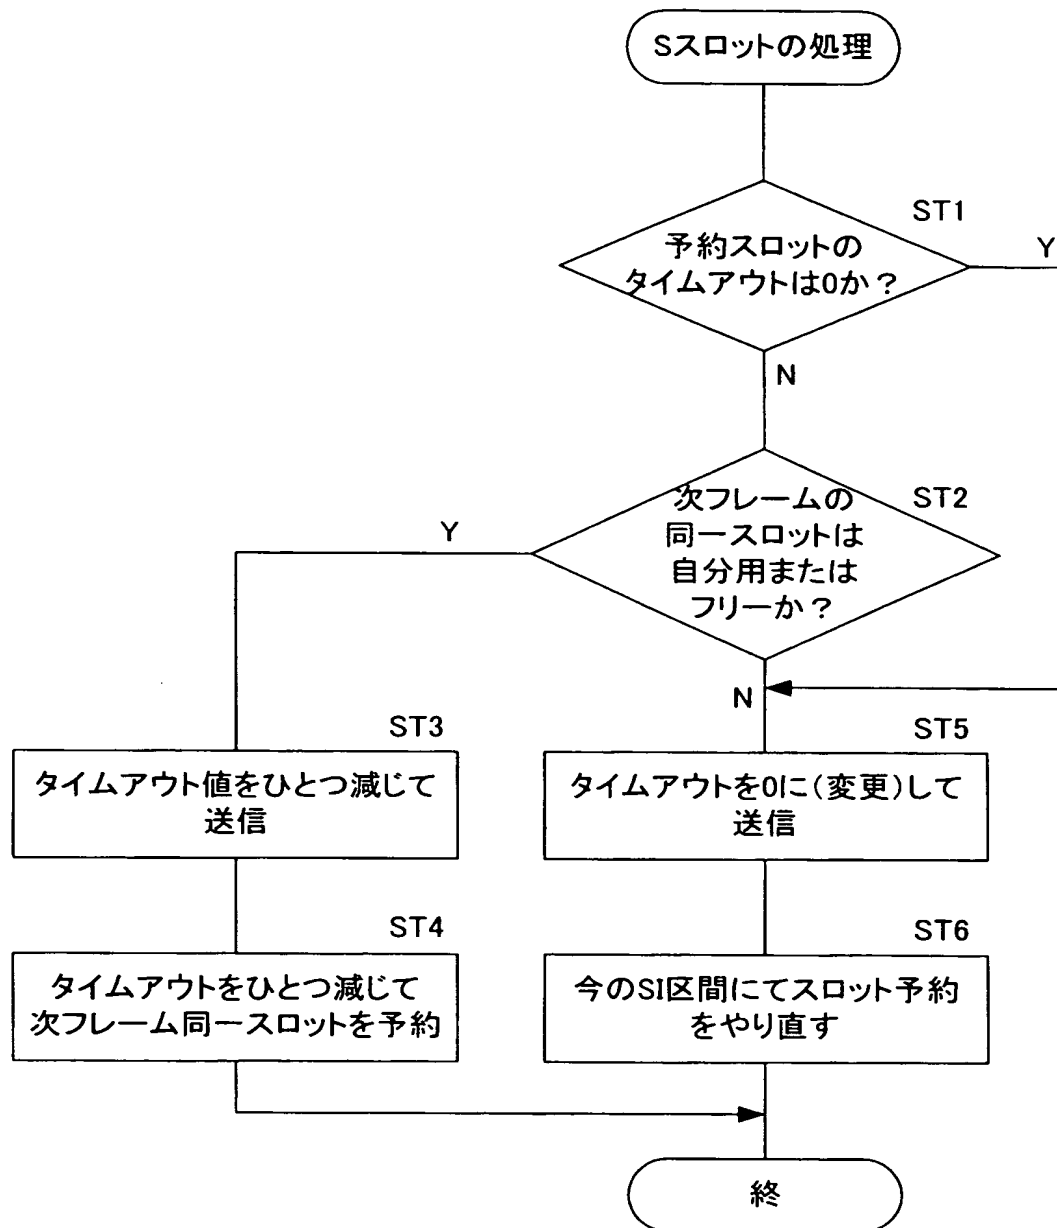 Sスロットの処理
ST1
予約スロットの
タイムアウトは0か？
Y
N
ST2
次フレームの
同一スロットは
自分用または
フリーか？
Y
N
ST3
タイムアウト値をひとつ減じて
送信
ST5
タイムアウトを0に（変更）して
送信
ST4
タイムアウトをひとつ減じて
次フレーム同一スロットを予約
ST6
今のSI区間にてスロット予約
をやり直す
終